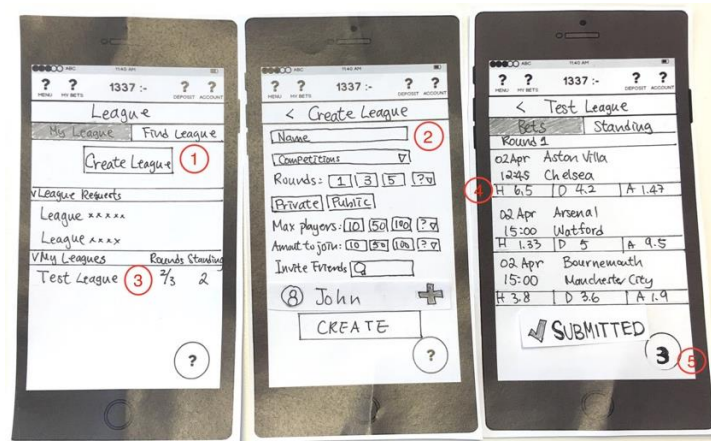 ABC 11:40 AM
? ? 1337 :- ? ?
MENU MY BETS DEPOSIT ACCOUNT
League
My League Find League
Create League 1
V League Requests
League xxxxx
League xxxx
V My Leagues Rounds Standing
Test League 3 2/3 2
?
ABC 11:40 AM
? ? 1337 :- ? ?
MENU MY BETS DEPOSIT ACCOUNT
< Create League
Name 2
Competitions
Rounds: 1 3 5 ?
Private Public
Max players: 10 50 100 ?
Amount to join: 10 50 100 ?
Invite Friends
John +
CREATE
?
ABC 11:40 AM
? ? 1337 :- ? ?
MENU MY BETS DEPOSIT ACCOUNT
< Test League
Bets Standing
Round 1
02 Apr Aston Villa
12:45 Chelsea
4 H 6,5 D 4.2 A 1.47
02 Apr Arsenal
15:00 Watford
H 1.33 D 5 A 9.5
02 Apr Bournemouth
15:00 Manchester City
H 3.8 D 3.6 A 1.9
SUBMITTED
3 5